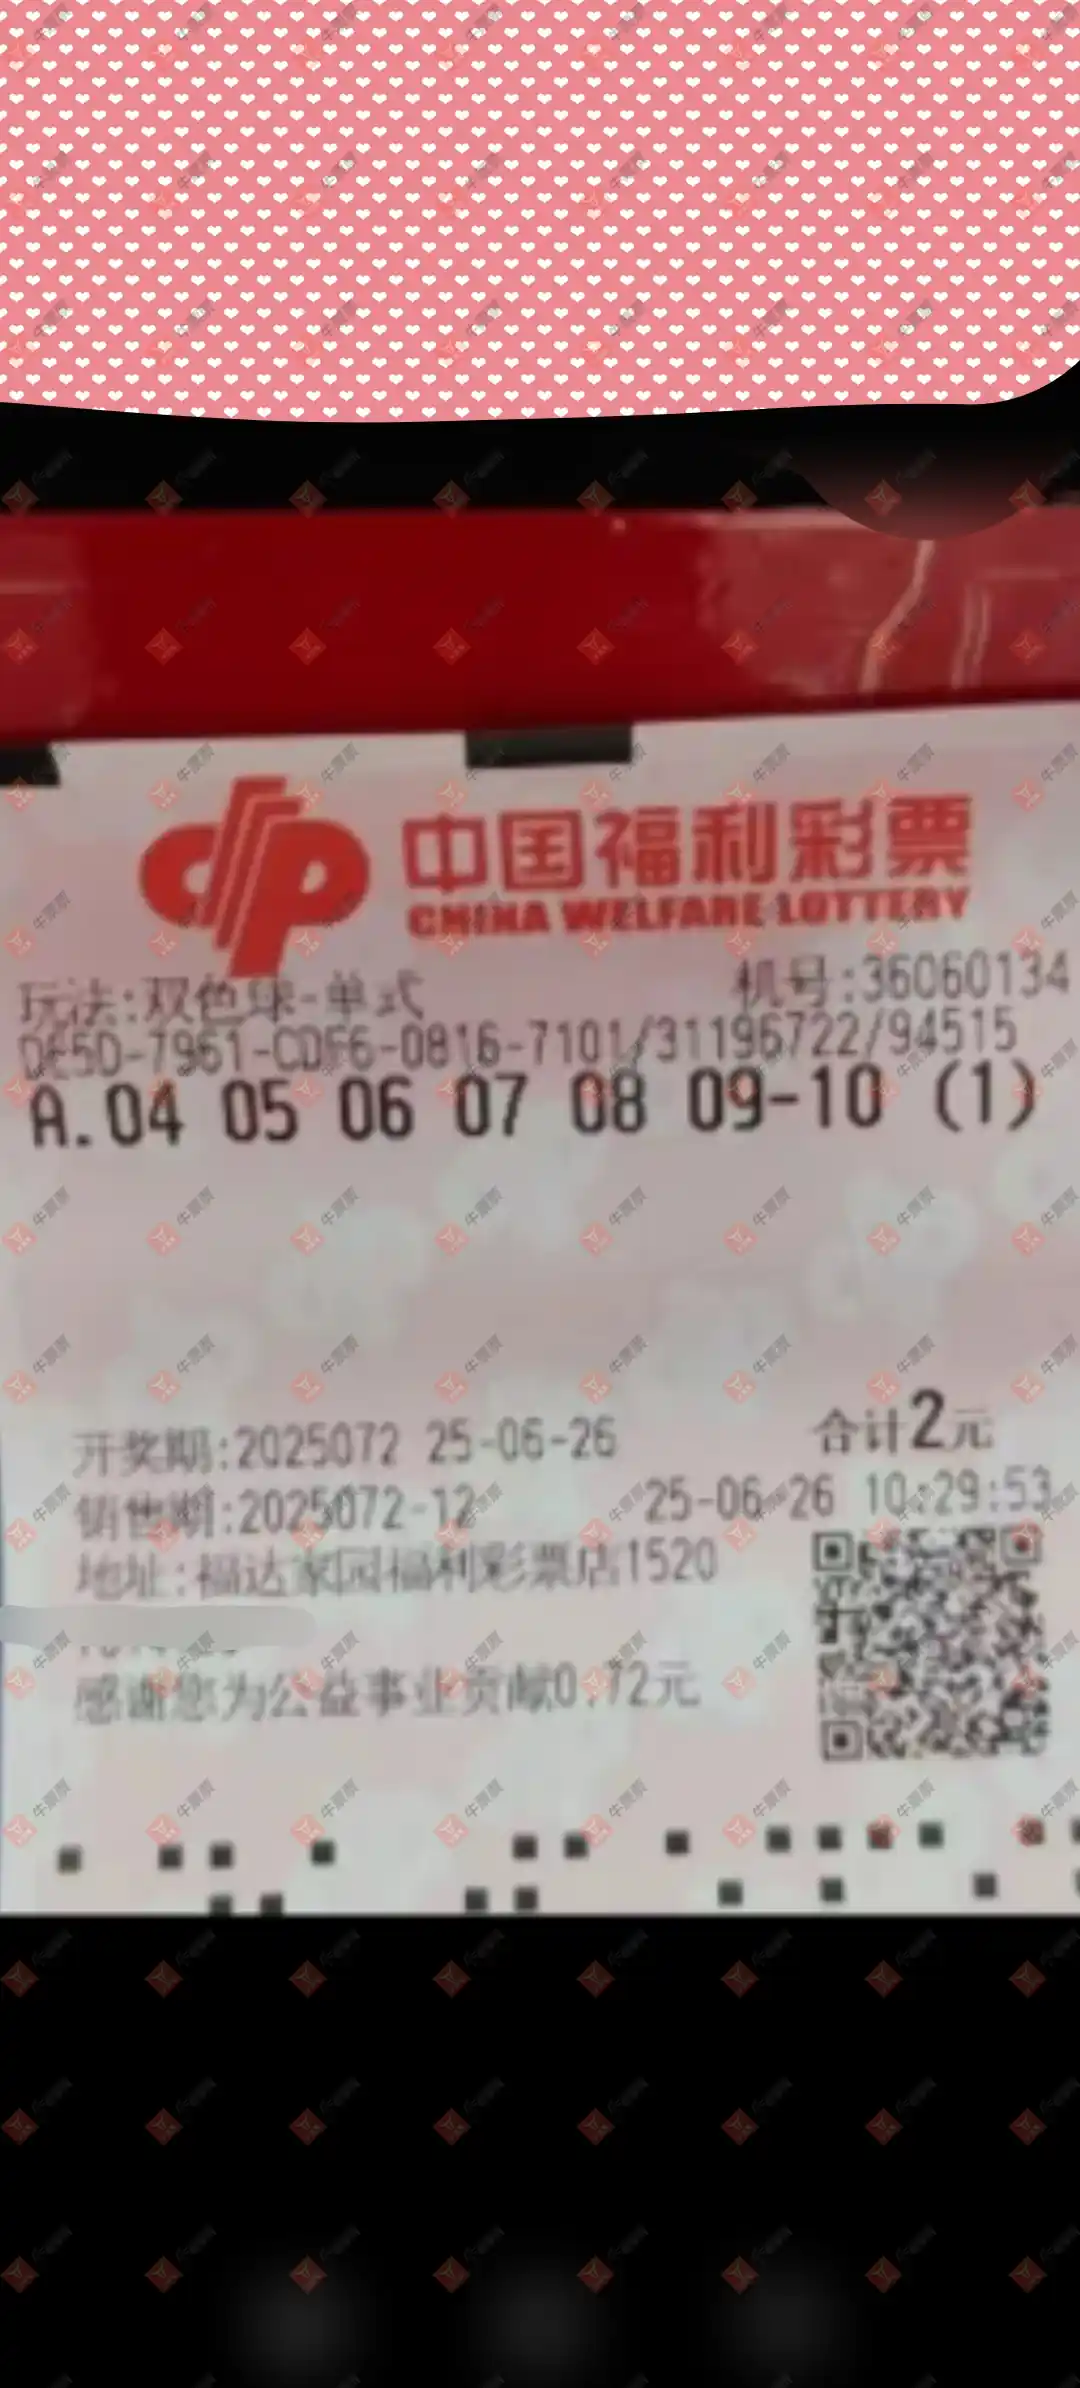 中国福利彩票
CHINA WELFARE LOTTERY
玩法:双色球-单式 机号:36060134
DE5D-7961-CDF6-0816-7101/31196722/94515
A.04 05 06 07 08 09-10 (1)
开奖期:2025072 25-06-26 合计2元
销售期:2025072-12 25-06-26 10:29:53
地址:福达家园福利彩票店1520
感谢您为公益事业贡献0.72元
牛票票